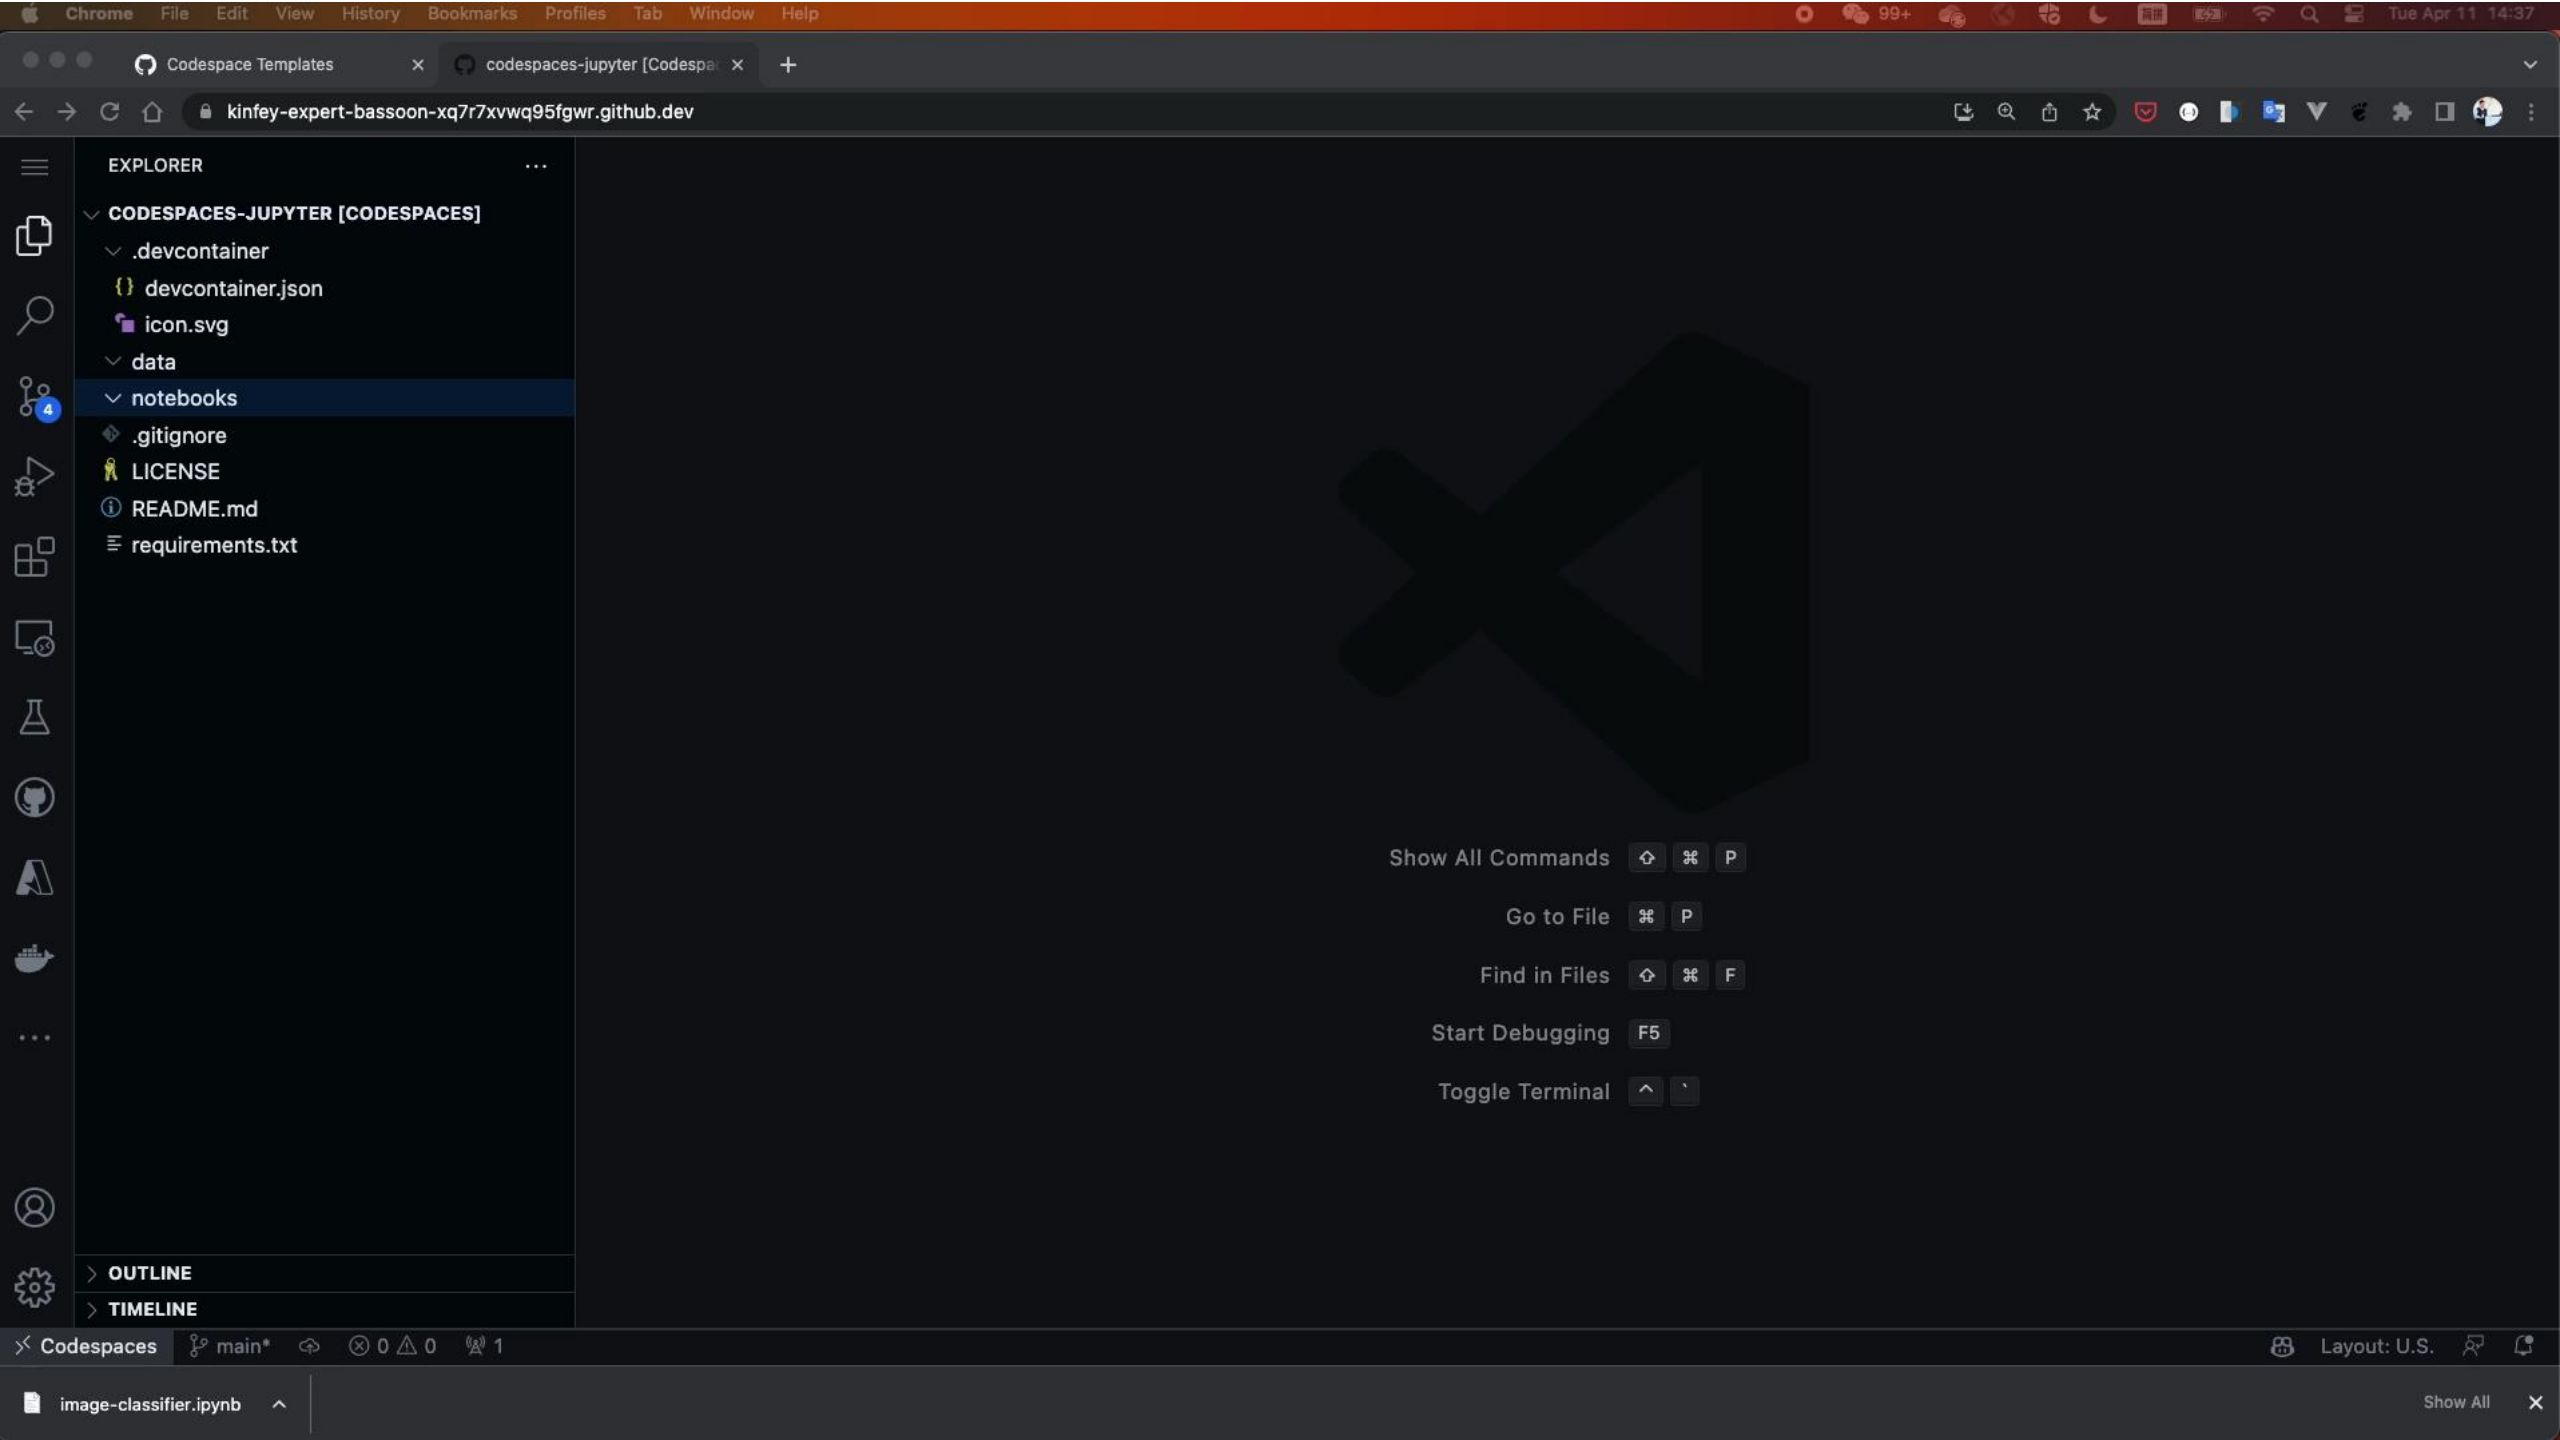 Chrome File Edit View History Bookmarks Profiles Tab Window Help 99+ 简拼 Tue Apr 11 14:37
Codespace Templates codespaces-jupyter [Codespa
kinfey-expert-bassoon-xq7r7xvwq95fgwr.github.dev
EXPLORER
CODESPACES-JUPYTER [CODESPACES]
.devcontainer
devcontainer.json
icon.svg
data
notebooks
4
.gitignore
LICENSE
README.md
requirements.txt
Show All Commands ⇧ ⌘ P
Go to File ⌘ P
Find in Files ⇧ ⌘ F
Start Debugging F5
Toggle Terminal ^ `
OUTLINE
TIMELINE
Codespaces main* 0 0 1 Layout: U.S.
image-classifier.ipynb Show All